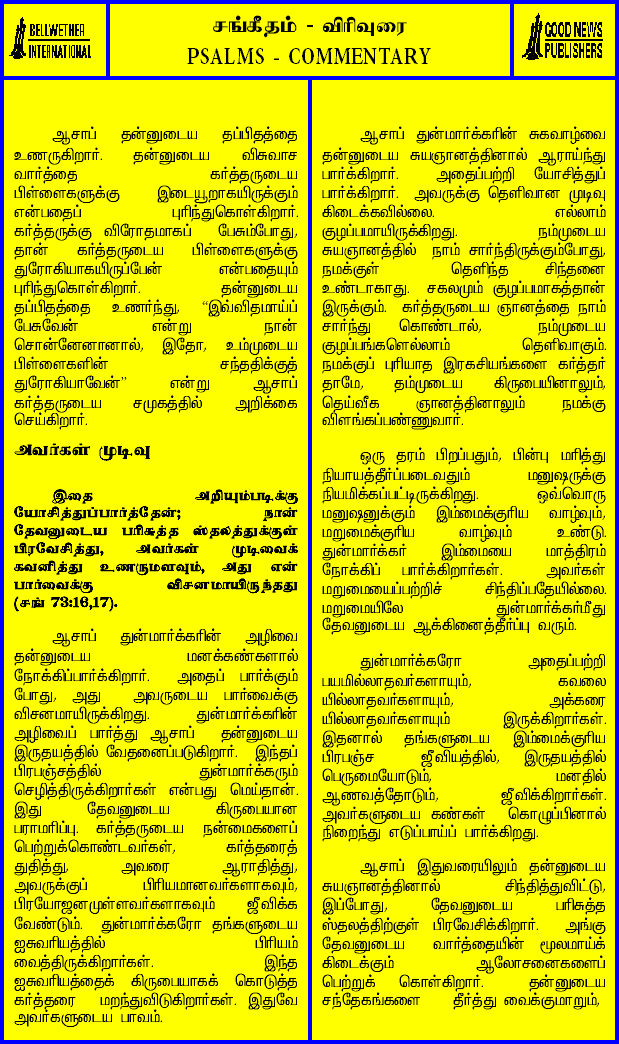 BELLWETHER
INTERNATIONAL
சங்கீதம் - விரிவுரை
PSALMS - COMMENTARY
GOOD NEWS
PUBLISHERS
ஆசாப் தன்னுடைய தப்பிதத்தை
உணருகிறார். தன்னுடைய விசுவாச
வார்த்தை கர்த்தருடைய
பிள்ளைகளுக்கு இடையூறாகயிருக்கும்
என்பதைப் புரிந்துகொள்கிறார்.
கர்த்தருக்கு விரோதமாகப் பேசும்போது,
தான் கர்த்தருடைய பிள்ளைகளுக்கு
துரோகியாகயிருப்பேன் என்பதையும்
புரிந்துகொள்கிறார். தன்னுடைய
தப்பிதத்தை உணர்ந்து, “இவ்விதமாய்ப்
பேசுவேன் என்று நான்
சொன்னேனானால், இதோ, உம்முடைய
பிள்ளைகளின் சந்ததிக்குத்
துரோகியாவேன்” என்று ஆசாப்
கர்த்தருடைய சமுகத்தில் அறிக்கை
செய்கிறார்.
அவர்கள் முடிவு
இதை அறியும்படிக்கு
யோசித்துப்பார்த்தேன்; நான்
தேவனுடைய பரிசுத்த ஸ்தலத்துக்குள்
பிரவேசித்து, அவர்கள் முடிவைக்
கவனித்து உணருமளவும், அது என்
பார்வைக்கு விசனமாயிருந்தது
(சங் 73:16,17).
ஆசாப் துன்மார்க்கரின் அழிவை
தன்னுடைய மனக்கண்களால்
நோக்கிப்பார்க்கிறார். அதைப் பார்க்கும்
போது, அது அவருடைய பார்வைக்கு
விசனமாயிருக்கிறது. துன்மார்க்கரின்
அழிவைப் பார்த்து ஆசாப் தன்னுடைய
இருதயத்தில் வேதனைப்படுகிறார். இந்தப்
பிரபஞ்சத்தில் துன்மார்க்கரும்
செழித்திருக்கிறார்கள் என்பது மெய்தான்.
இது தேவனுடைய கிருபையான
பராமரிப்பு. கர்த்தருடைய நன்மைகளைப்
பெற்றுக்கொண்டவர்கள், கர்த்தரைத்
துதித்து, அவரை ஆராதித்து,
அவருக்குப் பிரியமானவர்களாகவும்,
பிரயோஜனமுள்ளவர்களாகவும் ஜீவிக்க
வேண்டும். துன்மார்க்கரோ தங்களுடைய
ஐசுவரியத்தில் பிரியம்
வைத்திருக்கிறார்கள். இந்த
ஐசுவரியத்தைக் கிருபையாகக் கொடுத்த
கர்த்தரை மறந்துவிடுகிறார்கள். இதுவே
அவர்களுடைய பாவம்.
ஆசாப் துன்மார்க்கரின் சுகவாழ்வை
தன்னுடைய சுயஞானத்தினால் ஆராய்ந்து
பார்க்கிறார். அதைப்பற்றி யோசித்துப்
பார்க்கிறார். அவருக்கு தெளிவான முடிவு
கிடைக்கவில்லை. எல்லாம்
குழப்பமாயிருக்கிறது. நம்முடைய
சுயஞானத்தில் நாம் சார்ந்திருக்கும்போது,
நமக்குள் தெளிந்த சிந்தனை
உண்டாகாது. சகலமும் குழப்பமாகத்தான்
இருக்கும். கர்த்தருடைய ஞானத்தை நாம்
சார்ந்து கொண்டால், நம்முடைய
குழப்பங்களெல்லாம் தெளிவாகும்.
நமக்குப் புரியாத இரகசியங்களை கர்த்தர்
தாமே, தம்முடைய கிருபையினாலும்,
தெய்வீக ஞானத்தினாலும் நமக்கு
விளங்கப்பண்ணுவார்.
ஒரு தரம் பிறப்பதும், பின்பு மரித்து
நியாயத்தீர்ப்படைவதும் மனுஷருக்கு
நியமிக்கப்பட்டிருக்கிறது. ஒவ்வொரு
மனுஷனுக்கும் இம்மைக்குரிய வாழ்வும்,
மறுமைக்குரிய வாழ்வும் உண்டு.
துன்மார்க்கர் இம்மையை மாத்திரம்
நோக்கிப் பார்க்கிறார்கள். அவர்கள்
மறுமையைப்பற்றிச் சிந்திப்பதேயில்லை.
மறுமையிலே துன்மார்க்கர்மீது
தேவனுடைய ஆக்கினைத்தீர்ப்பு வரும்.
துன்மார்க்கரோ அதைப்பற்றி
பயமில்லாதவர்களாயும், கவலை
யில்லாதவர்களாயும், அக்கரை
யில்லாதவர்களாயும் இருக்கிறார்கள்.
இதனால் தங்களுடைய இம்மைக்குரிய
பிரபஞ்ச ஜீவியத்தில், இருதயத்தில்
பெருமையோடும், மனதில்
ஆணவத்தோடும், ஜீவிக்கிறார்கள்.
அவர்களுடைய கண்கள் கொழுப்பினால்
நிறைந்து எடுப்பாய்ப் பார்க்கிறது.
ஆசாப் இதுவரையிலும் தன்னுடைய
சுயஞானத்தினால் சிந்தித்துவிட்டு,
இப்போது, தேவனுடைய பரிசுத்த
ஸ்தலத்திற்குள் பிரவேசிக்கிறார். அங்கு
தேவனுடைய வார்த்தையின் மூலமாய்க்
கிடைக்கும் ஆலோசனைகளைப்
பெற்றுக் கொள்கிறார். தன்னுடைய
சந்தேகங்களை தீர்த்து வைக்குமாறும்,